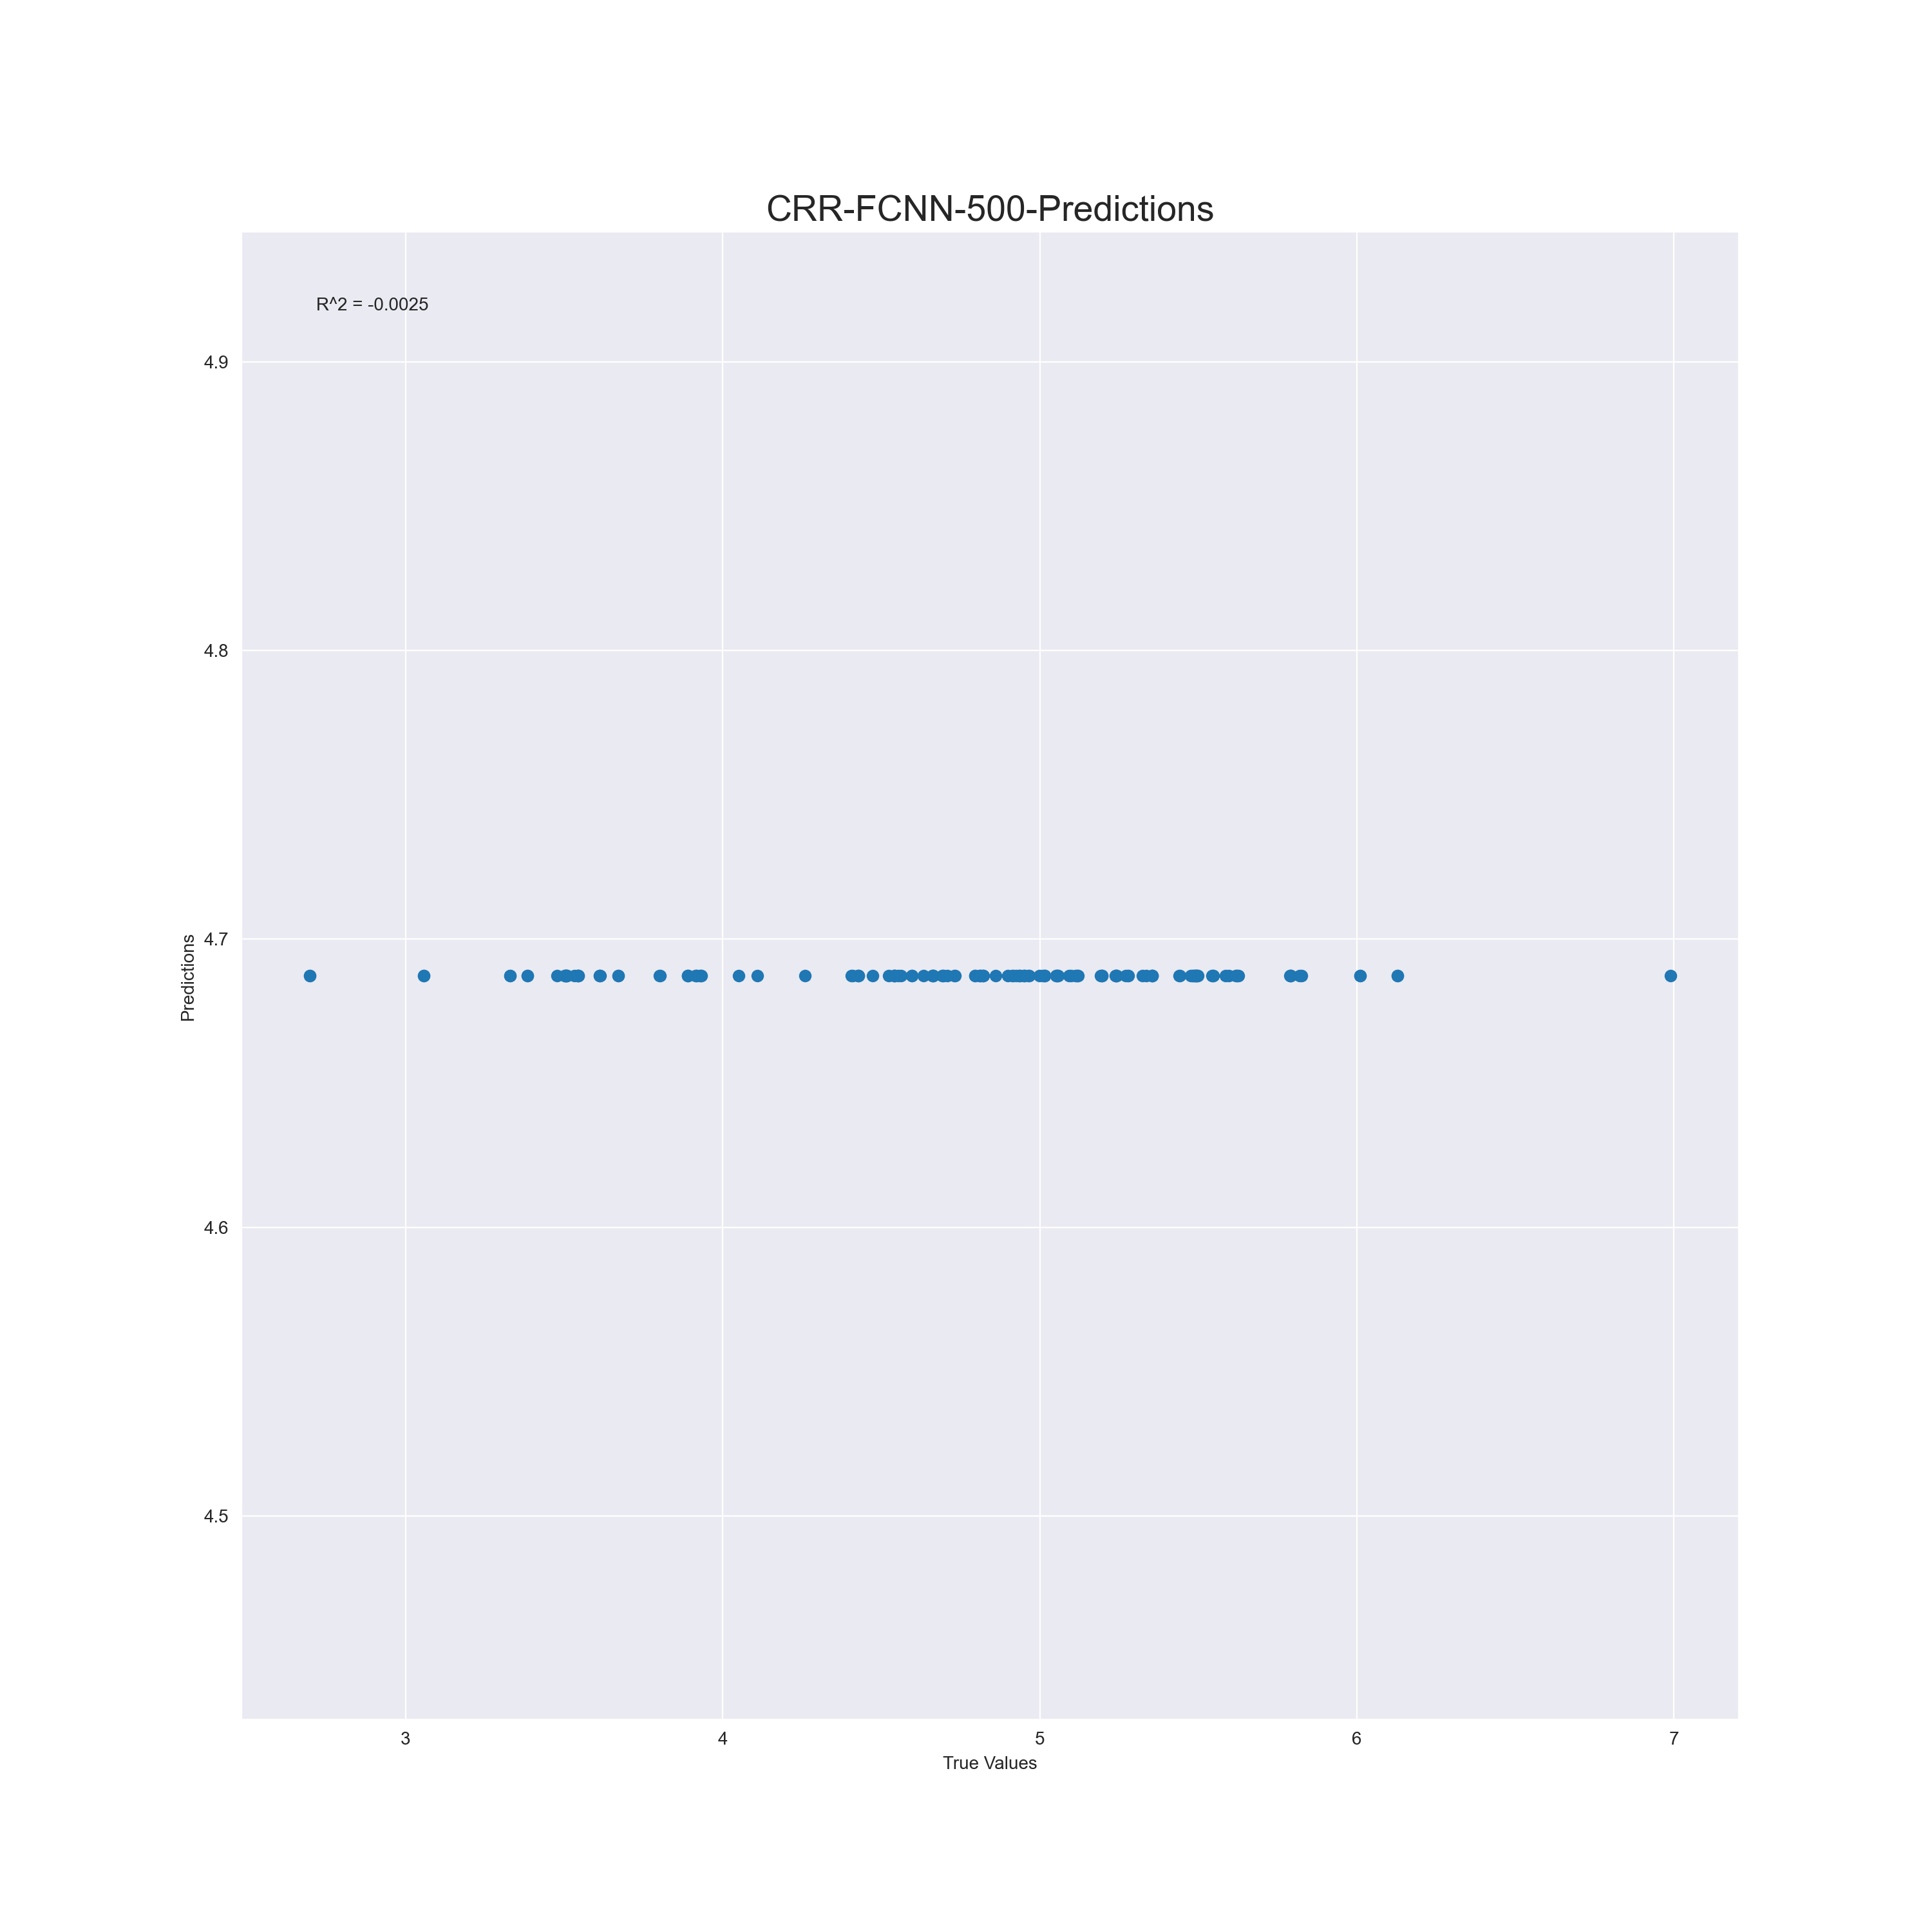 CRR-FCNN-500-Predictions
R^2 = -0.0025
4.9
4.8
4.7
4.6
4.5
Predictions
3 4 5 6 7
True Values